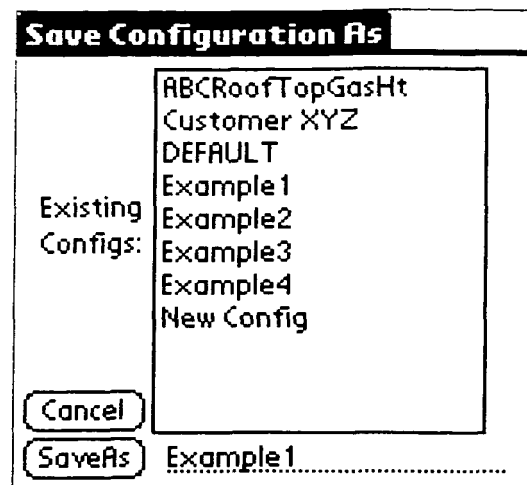 Save Configuration As
ABCRoofTopGasHt
Customer XYZ
DEFAULT
Example1
Existing Configs:
Example2
Example3
Example4
New Config
Cancel
SaveAs Example1